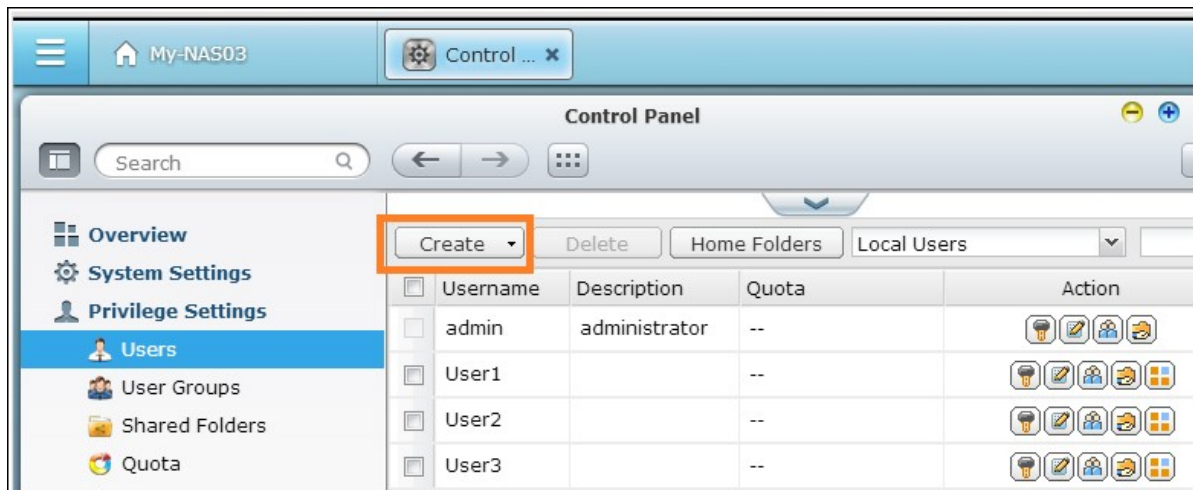 My-NAS03 Control ...
Control Panel
Search
Overview
System Settings
Privilege Settings
Users
User Groups
Shared Folders
Quota
Create Delete Home Folders Local Users
Username Description Quota Action
admin administrator --
User1 --
User2 --
User3 --